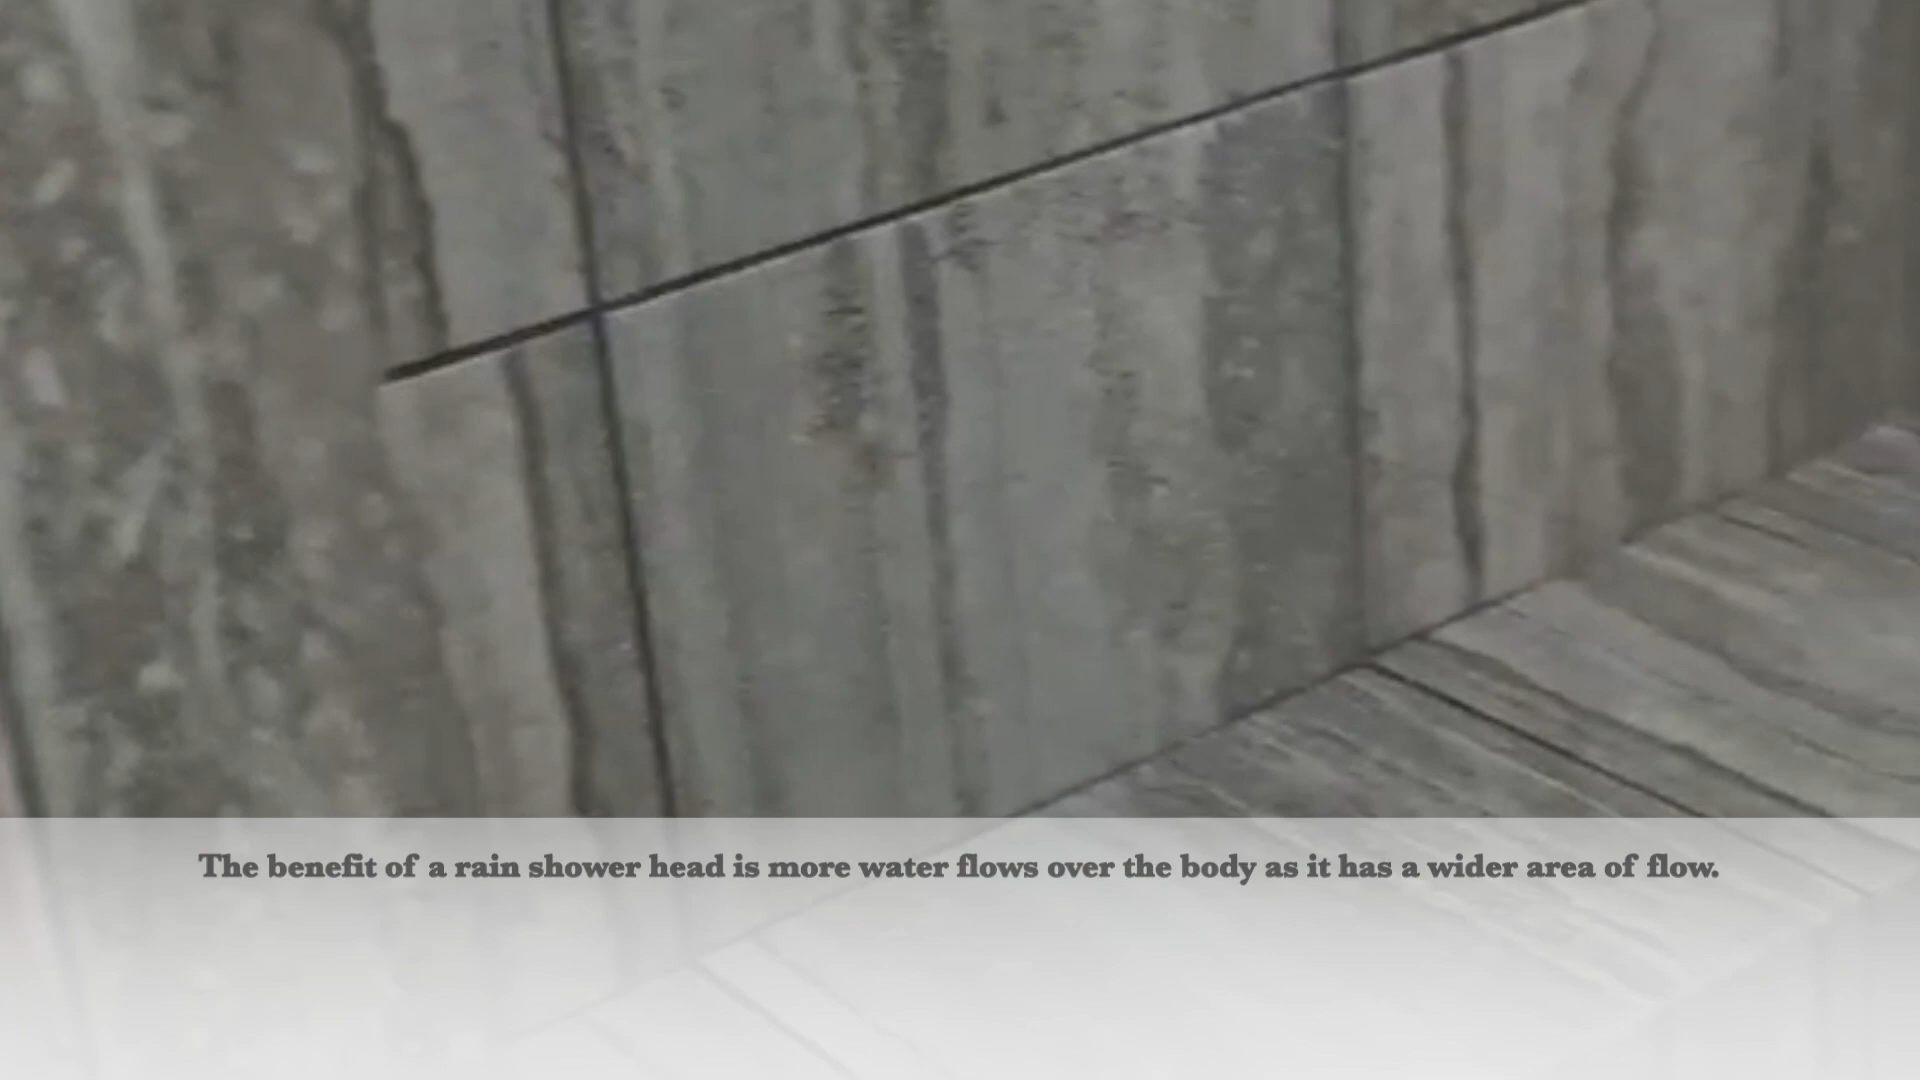 The benefit of a rain shower head is more water flows over the body as it has a wider area of flow.